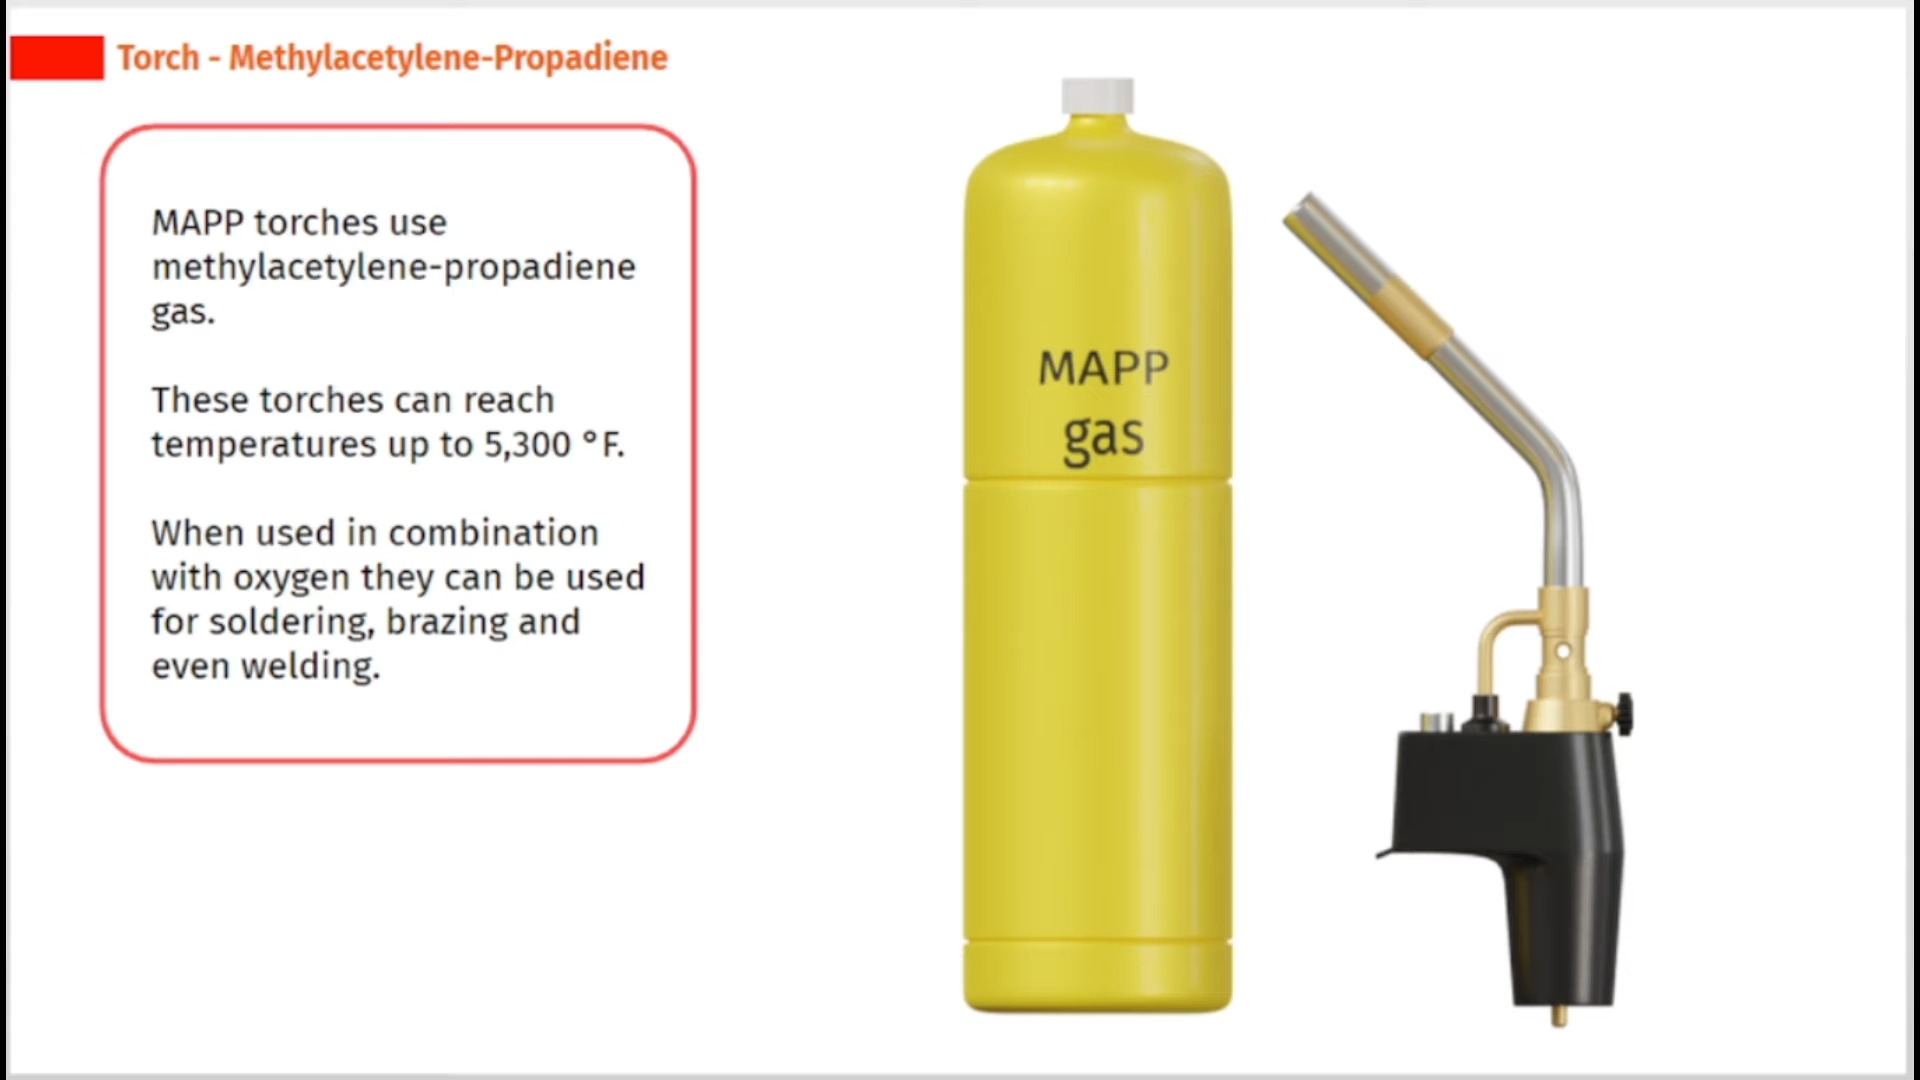 Torch - Methylacetylene-Propadiene
MAPP torches use
methylacetylene-propadiene
gas.
These torches can reach
temperatures up to 5,300 °F.
When used in combination
with oxygen they can be used
for soldering, brazing and
even welding.
MAPP
gas